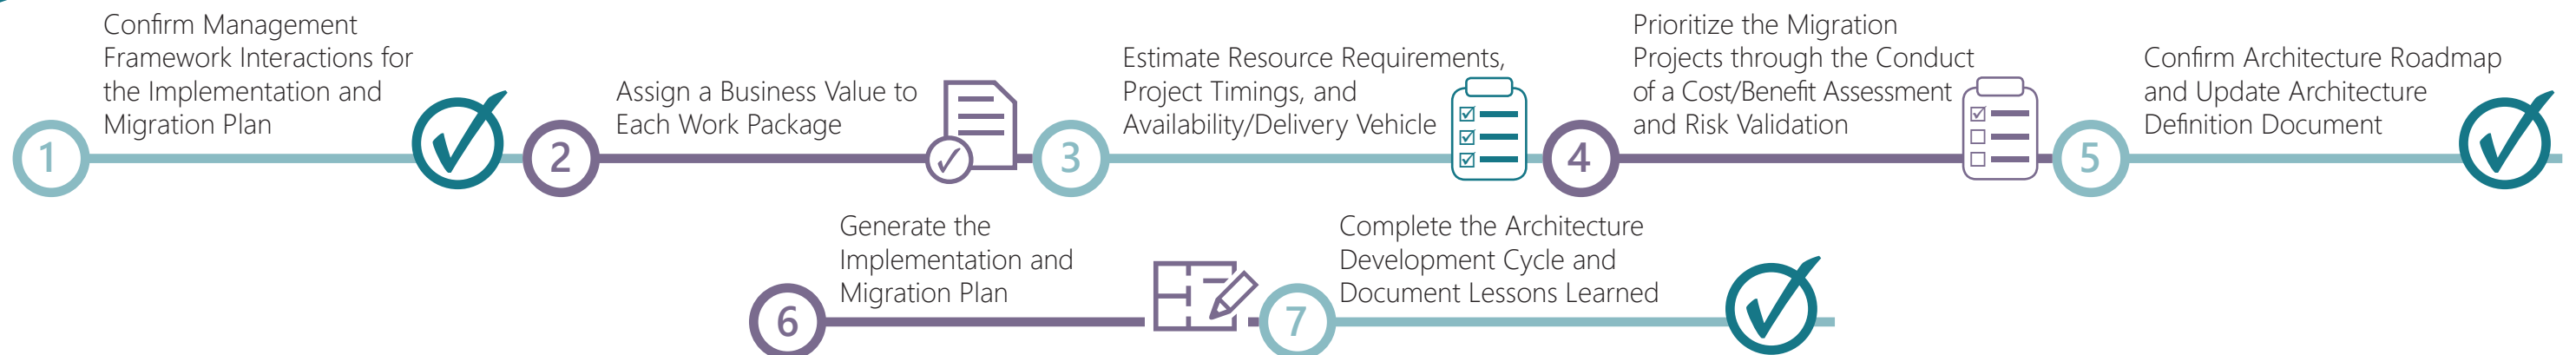 1
Confirm Management
Framework Interactions for
the Implementation and
Migration Plan
2
Assign a Business Value to
Each Work Package
3
Estimate Resource Requirements,
Project Timings, and
Availability/Delivery Vehicle
4
Prioritize the Migration
Projects through the Conduct
of a Cost/Benefit Assessment
and Risk Validation
5
Confirm Architecture Roadmap
and Update Architecture
Definition Document
6
Generate the
Implementation and
Migration Plan
7
Complete the Architecture
Development Cycle and
Document Lessons Learned